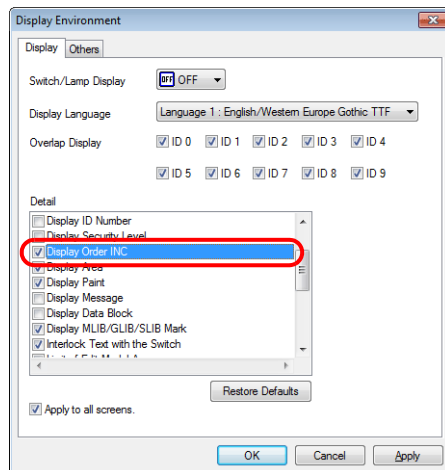 Display Environment
Display Others
Switch/Lamp Display OFF OFF
Display Language Language 1 : English/Western Europe Gothic TTF
Overlap Display ID 0 ID 1 ID 2 ID 3 ID 4
ID 5 ID 6 ID 7 ID 8 ID 9
Detail
Display ID Number
Display Security Level
Display Order INC
Display Area
Display Paint
Display Message
Display Data Block
Display MLIB/GLIB/SLIB Mark
Interlock Text with the Switch
Restore Defaults
Apply to all screens.
OK Cancel Apply